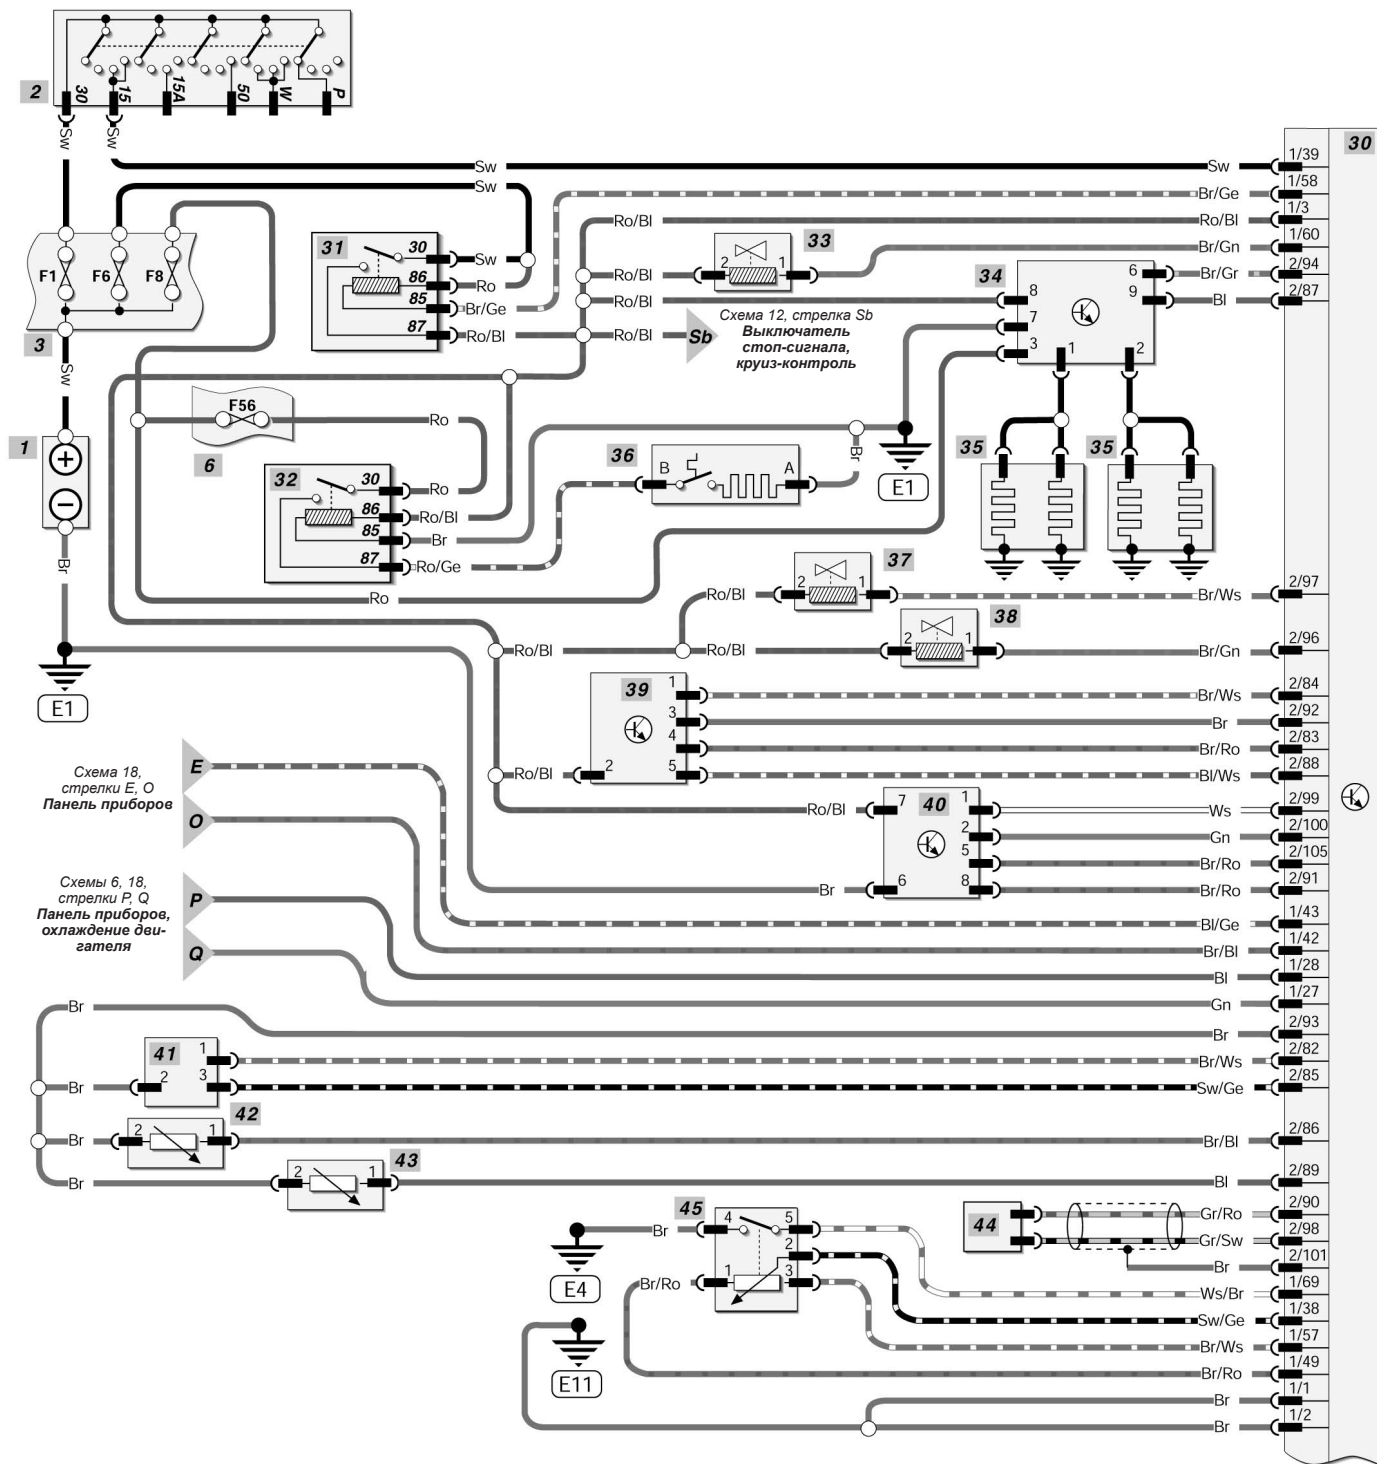 2
30
15
15A
50
W
P
Sw
Sw
30
Sw
Sw
1/39
Sw
Br/Ge
1/58
Ro/Bl
Ro/Bl
1/3
31
30
Sw
86
Ro
85
Br/Ge
87
Ro/Bl
33
2
1
Ro/Bl
Br/Gn
1/60
F1
F6
F8
3
Sw
34
8
7
3
6
9
1
2
Br/Gr
2/94
Bl
2/87
Ro/Bl
Ro/Bl
Sb
Схема 12, стрелка Sb
Выключатель
стоп-сигнала,
круиз-контроль
F56
6
Ro
1
Br
32
30
Ro
86
Ro/Bl
85
Br
87
Ro/Ge
36
B
A
Br
E1
35
35
Ro
37
2
1
Ro/Bl
Br/Ws
2/97
38
2
1
Ro/Bl
Ro/Bl
Br/Gn
2/96
E1
39
1
3
4
5
2
Ro/Bl
Br/Ws
2/84
Br
2/92
Br/Ro
2/83
Bl/Ws
2/88
Схема 18,
стрелки E, O
Панель приборов
E
O
40
7
6
1
2
5
8
Ro/Bl
Br
Ws
2/99
Gn
2/100
Br/Ro
2/105
Br/Ro
2/91
Схемы 6, 18,
стрелки P, Q
Панель приборов,
охлаждение дви-
гателя
P
Q
Bl/Ge
1/43
Br/Bl
1/42
Bl
1/28
Gn
1/27
Br
Br
2/93
41
1
2
3
Br
Br/Ws
2/82
Sw/Ge
2/85
42
2
1
Br
Br/Bl
2/86
43
2
1
Br
Bl
2/89
44
Gr/Ro
2/90
Gr/Sw
2/98
Br
2/101
45
4
5
2
1
3
Br
E4
Br/Ro
Ws/Br
1/69
Sw/Ge
1/38
Br/Ws
1/57
Br/Ro
1/49
E11
Br
1/1
Br
1/2